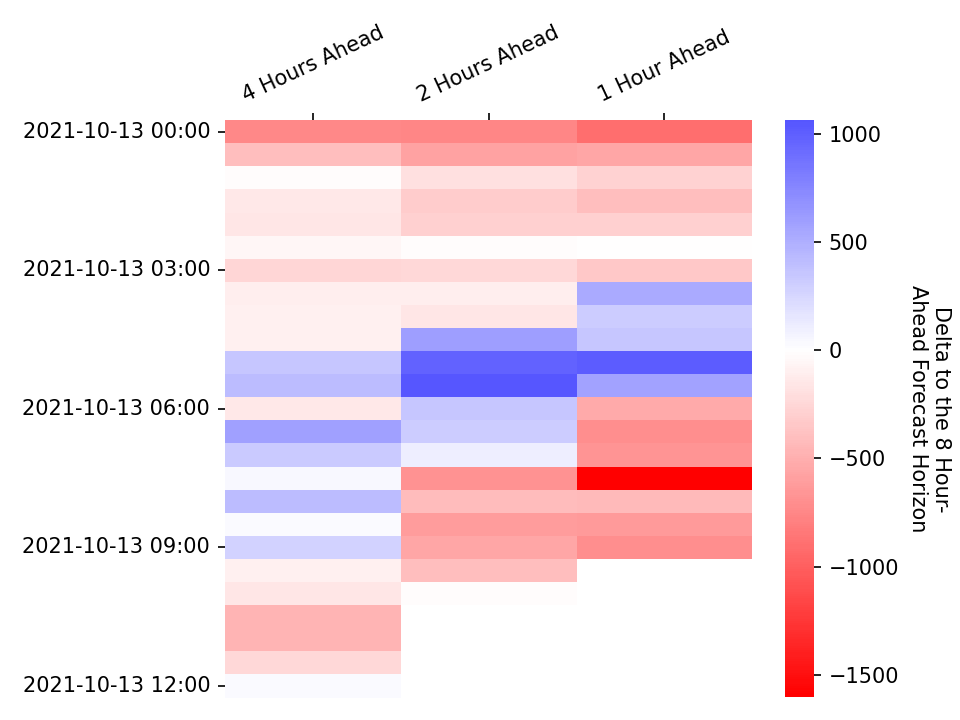 4 Hours Ahead
2 Hours Ahead
1 Hour Ahead
2021-10-13 00:00
2021-10-13 03:00
2021-10-13 06:00
2021-10-13 09:00
2021-10-13 12:00
1000
500
0
−500
−1000
−1500
Delta to the 8 Hour-
Ahead Forecast Horizon